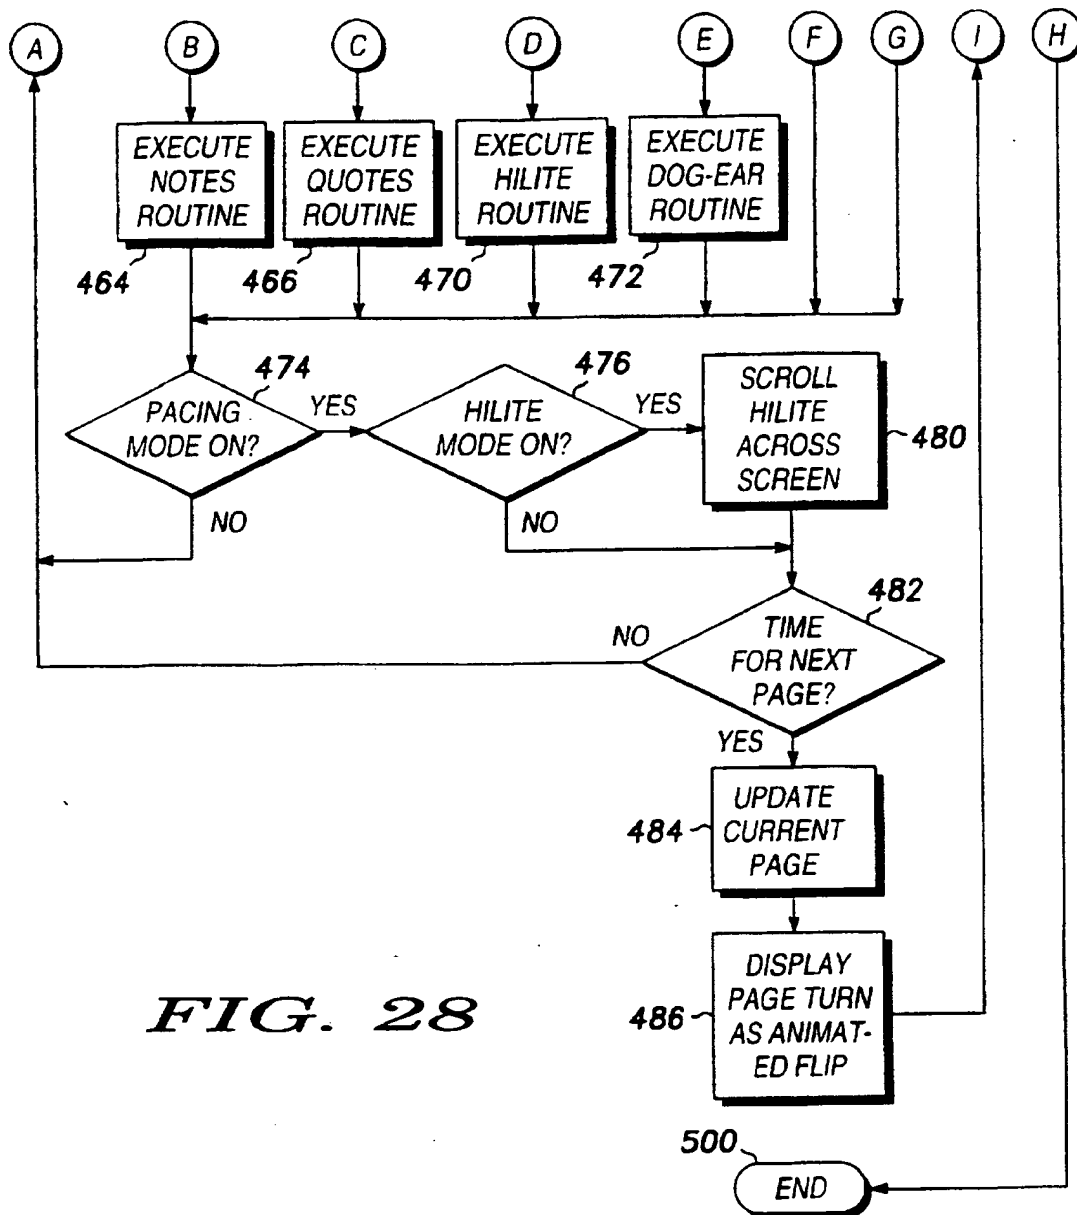 A
B
C
D
E
F
G
I
H
EXECUTE
NOTES
ROUTINE
464
EXECUTE
QUOTES
ROUTINE
466
EXECUTE
HILITE
ROUTINE
470
EXECUTE
DOG-EAR
ROUTINE
472
PACING
MODE ON?
474
YES
NO
HILITE
MODE ON?
476
YES
NO
SCROLL
HILITE
ACROSS
SCREEN
480
TIME
FOR NEXT
PAGE?
482
NO
YES
UPDATE
CURRENT
PAGE
484
DISPLAY
PAGE TURN
AS ANIMAT-
ED FLIP
486
FIG. 28
500
END